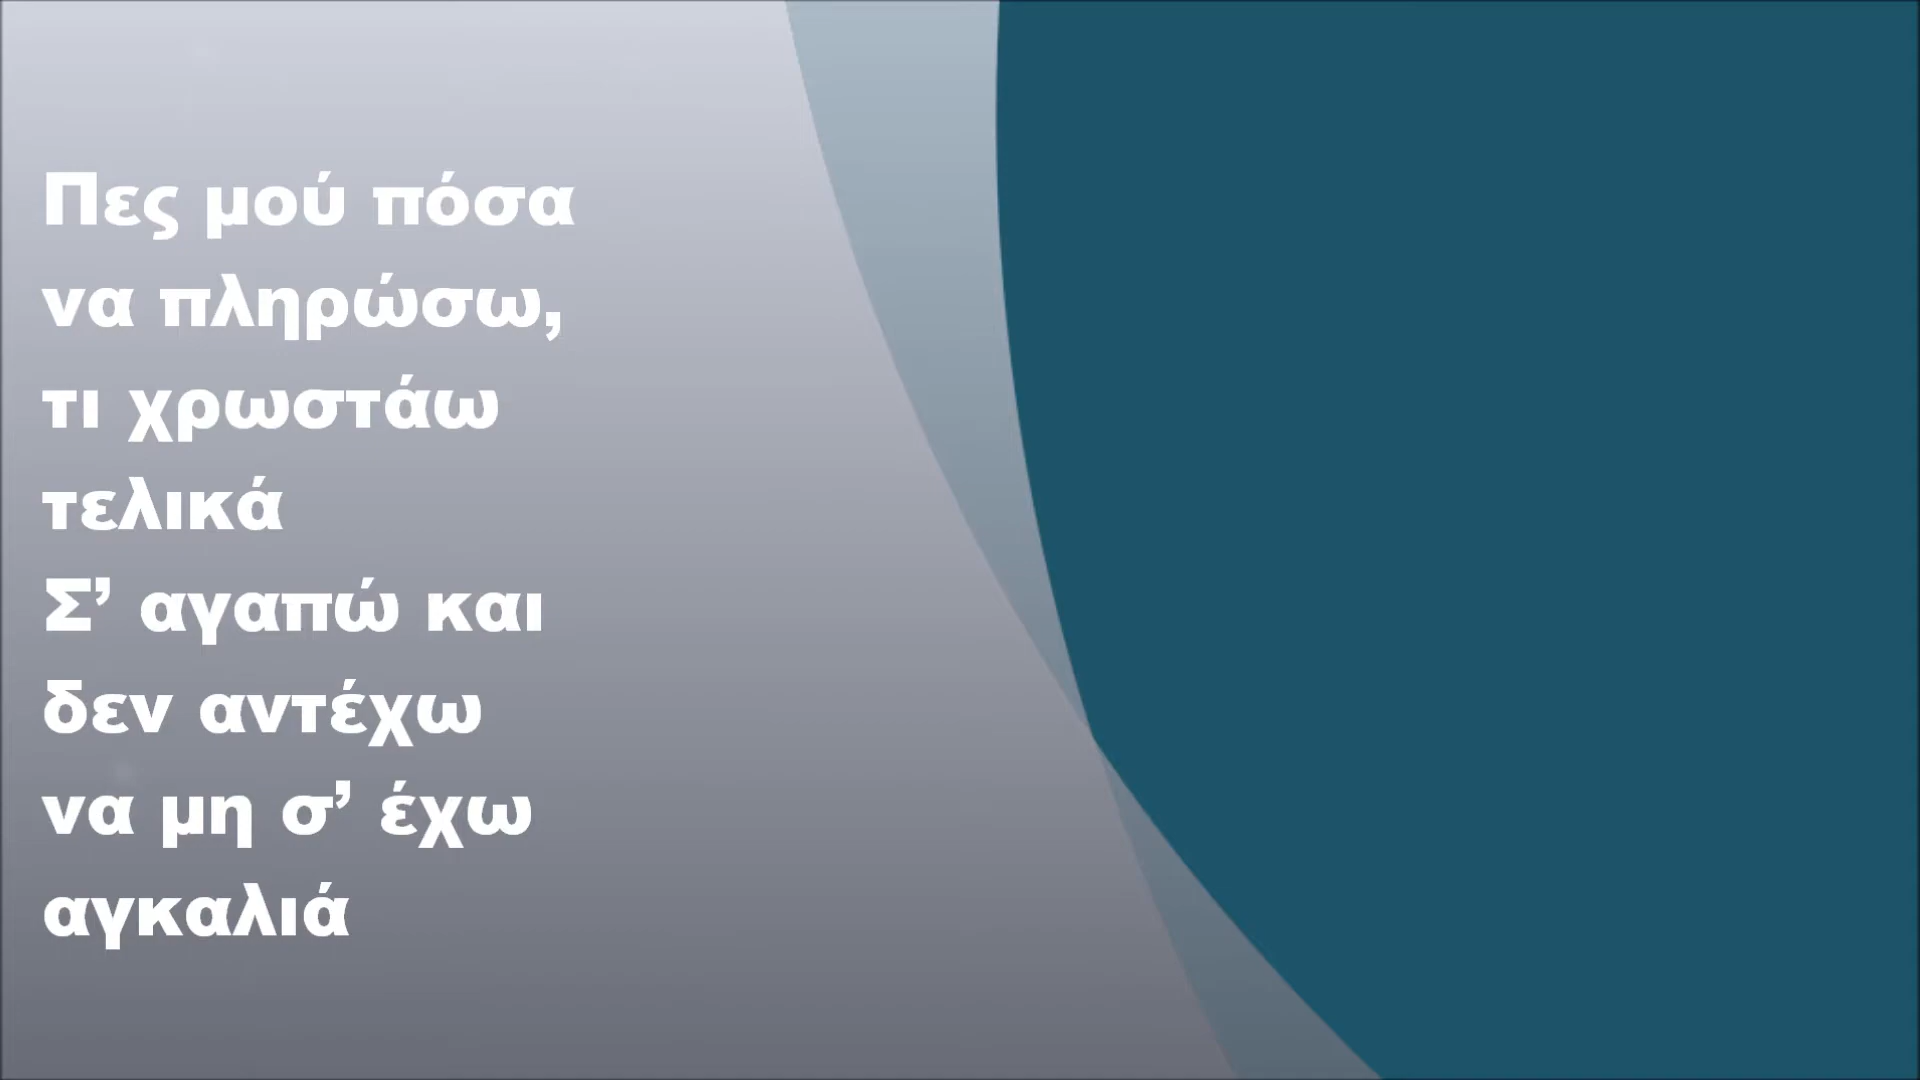 Πες μού πόσα
να πληρώσω,
τι χρωστάω
τελικά
Σ’ αγαπώ και
δεν αντέχω
να μη σ’ έχω
αγκαλιά